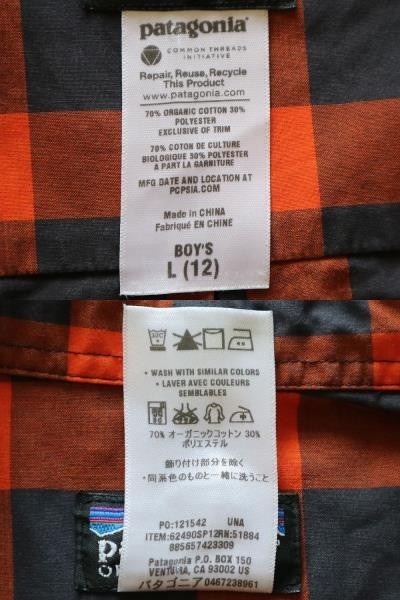 patagonia
COMMON THREADS
INITIATIVE
Repair, Reuse, Recycle
This Product
www.patagonia.com
70% ORGANIC COTTON 30%
POLYESTER
EXCLUSIVE OF TRIM
70% COTON DE CULTURE
BIOLOGIQUE 30% POLYESTER
A PART LA GARNITURE
MFG DATE AND LOCATION AT
PCPSIA.COM
Made in CHINA
Fabriqué EN CHINE
BOY'S
L (12)
• WASH WITH SIMILAR COLORS
• LAVER AVEC COULEURS
SEMBLABLES
70% オーガニックコットン 30%
ポリエステル
飾り付け部分を除く
・同系色のものと一緒に洗うこと
PO:121542 UNA
ITEM:62490SP12RN:51884
885657423309
Patagonia P.O. BOX 150
VENTURA, CA 93002 US
パタゴニア 0467238961